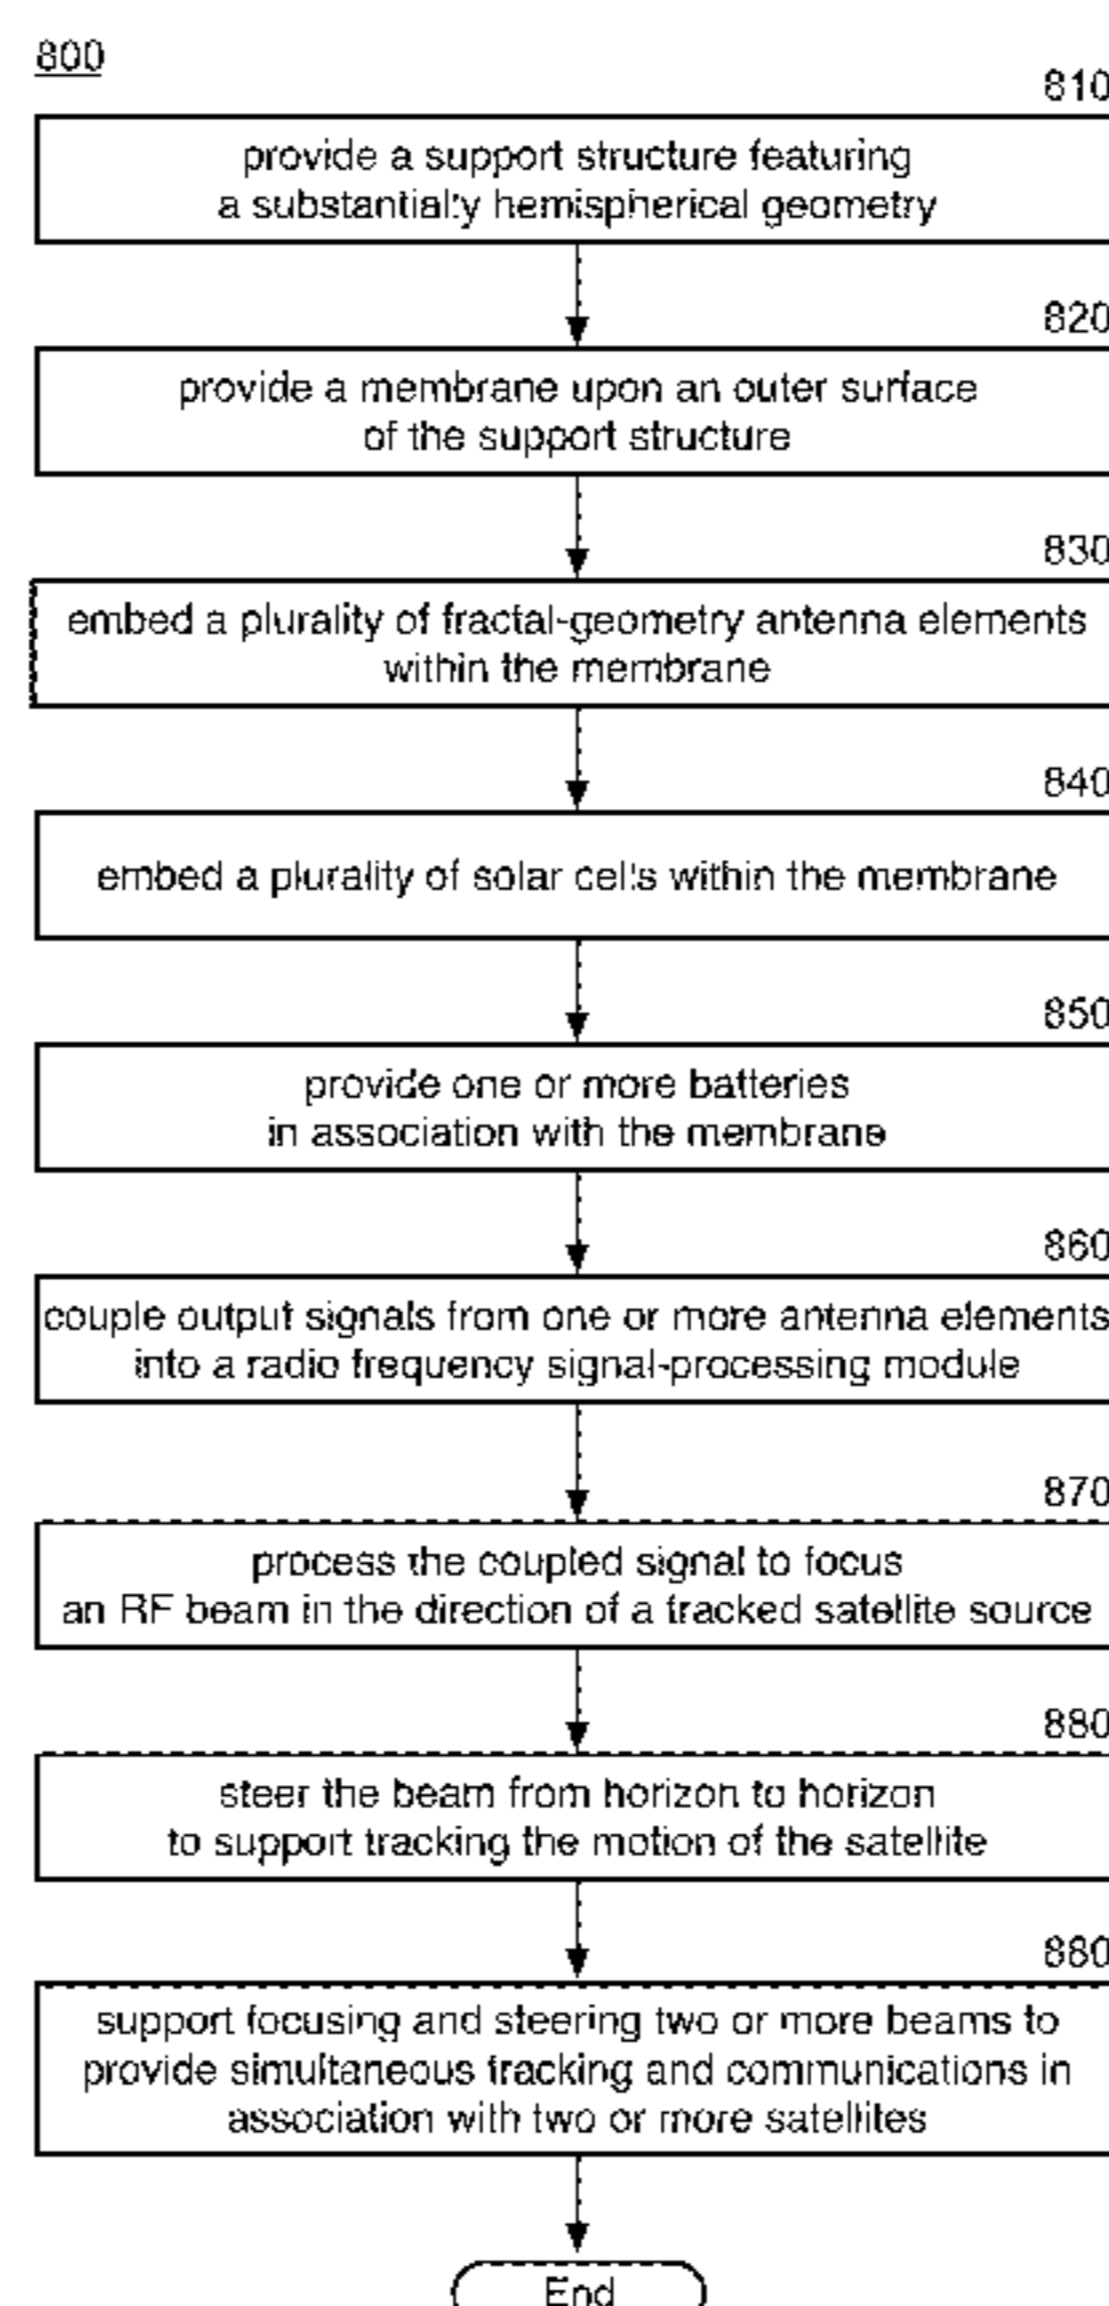 800
810
provide a support structure featuring
a substantially hemispherical geometry
820
provide a membrane upon an outer surface
of the support structure
830
embed a plurality of fractal-geometry antenna elements
within the membrane
840
embed a plurality of solar cells within the membrane
850
provide one or more batteries
in association with the membrane
860
couple output signals from one or more antenna elements
into a radio frequency signal-processing module
870
process the coupled signal to focus
an RF beam in the direction of a tracked satellite source
880
steer the beam from horizon to horizon
to support tracking the motion of the satellite
880
support focusing and steering two or more beams to
provide simultaneous tracking and communications in
association with two or more satellites
End